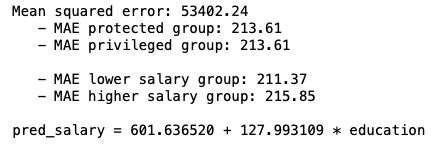 Mean squared error: 53402.24
- MAE protected group: 213.61
- MAE privileged group: 213.61
- MAE lower salary group: 211.37
- MAE higher salary group: 215.85
pred_salary = 601.636520 + 127.993109 * education